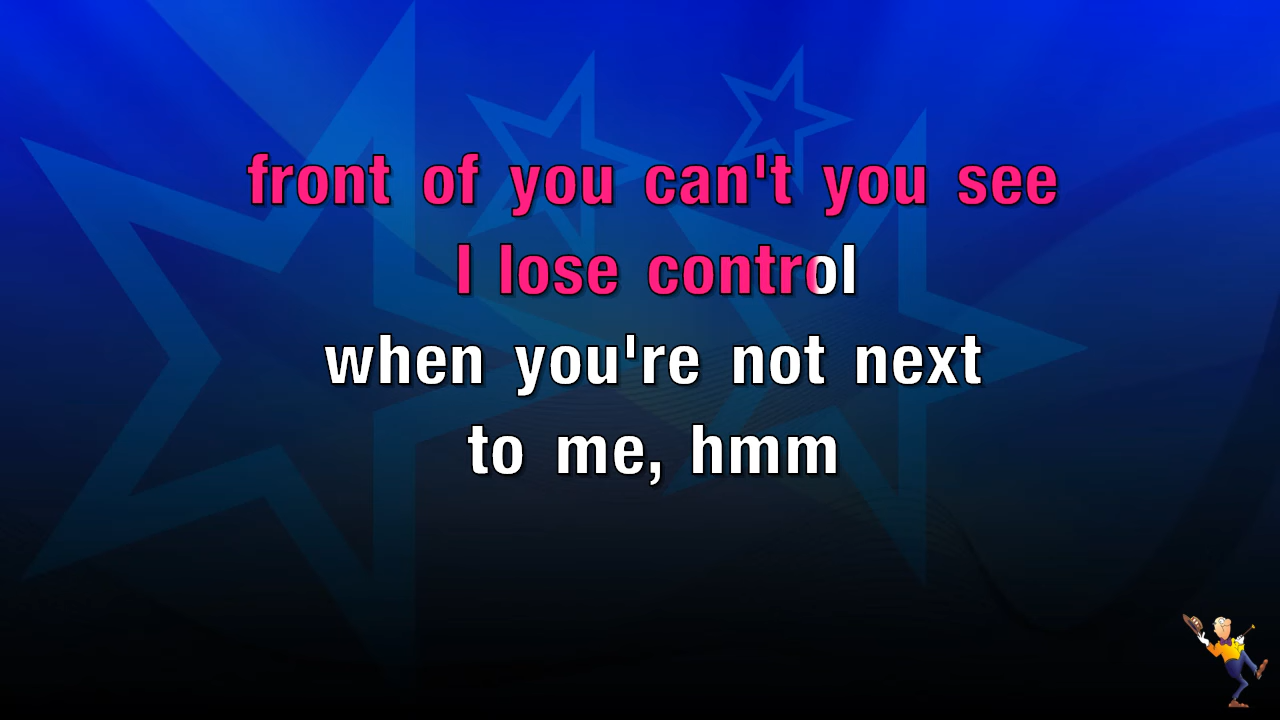 front of you can't you see
I lose control
when you're not next
to me, hmm